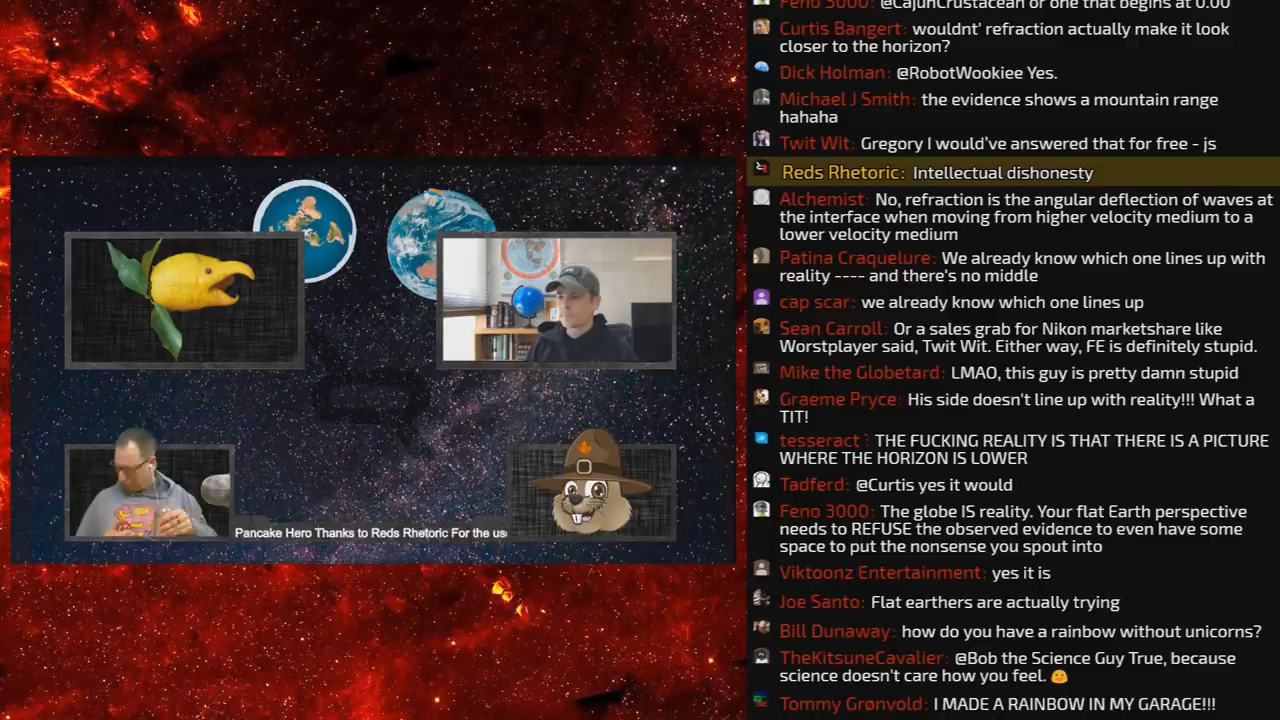 Feno 3000: @CajunCrustacean or one that begins at 0.00
Curtis Bangert: wouldnt' refraction actually make it look
closer to the horizon?
Dick Holman: @RobotWookiee Yes.
Michael J Smith: the evidence shows a mountain range
hahaha
Twit Wit: Gregory I would've answered that for free - js
Reds Rhetoric: Intellectual dishonesty
Alchemist: No, refraction is the angular deflection of waves at
the interface when moving from higher velocity medium to a
lower velocity medium
Patina Craquelure: We already know which one lines up with
reality ---- and there's no middle
cap scar: we already know which one lines up
Sean Carroll: Or a sales grab for Nikon marketshare like
Worstplayer said, Twit Wit. Either way, FE is definitely stupid.
Mike the Globetard: LMAO, this guy is pretty damn stupid
Graeme Pryce: His side doesn't line up with reality!!! What a
TIT!
tesseract : THE FUCKING REALITY IS THAT THERE IS A PICTURE
WHERE THE HORIZON IS LOWER
Tadferd: @Curtis yes it would
Feno 3000: The globe IS reality. Your flat Earth perspective
needs to REFUSE the observed evidence to even have some
space to put the nonsense you spout into
Viktoonz Entertainment: yes it is
Joe Santo: Flat earthers are actually trying
Bill Dunaway: how do you have a rainbow without unicorns?
TheKitsuneCavalier: @Bob the Science Guy True, because
science doesn't care how you feel.
Tommy Grønvold: I MADE A RAINBOW IN MY GARAGE!!!
Pancake Hero Thanks to Reds Rhetoric For the us